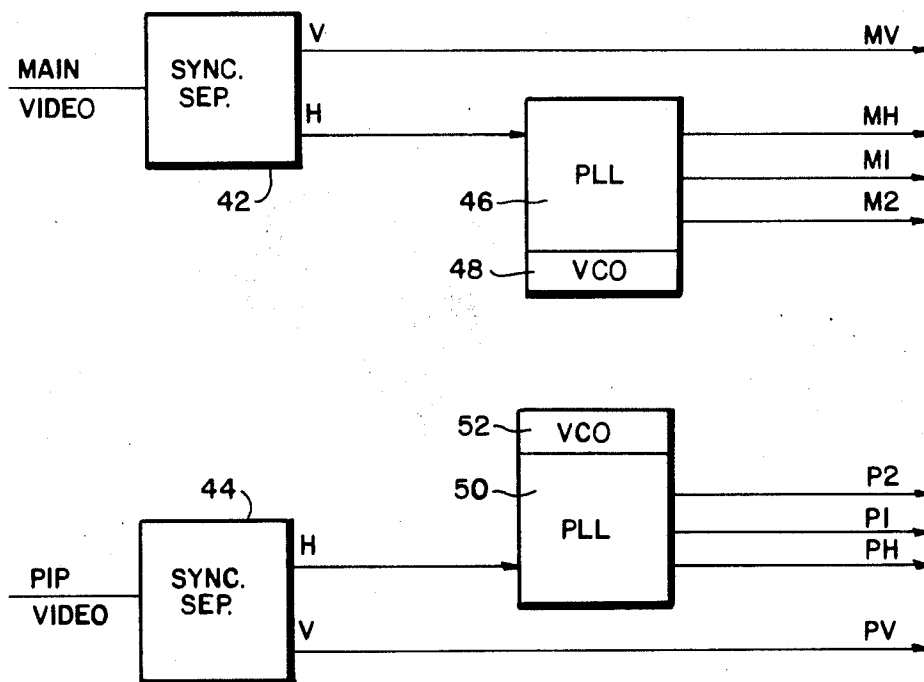 V
MV
MAIN
VIDEO
SYNC.
SEP.
H
42
PLL
46
48
VCO
MH
M1
M2
52
VCO
50
PLL
P2
P1
PH
44
H
PIP
VIDEO
SYNC.
SEP.
V
PV